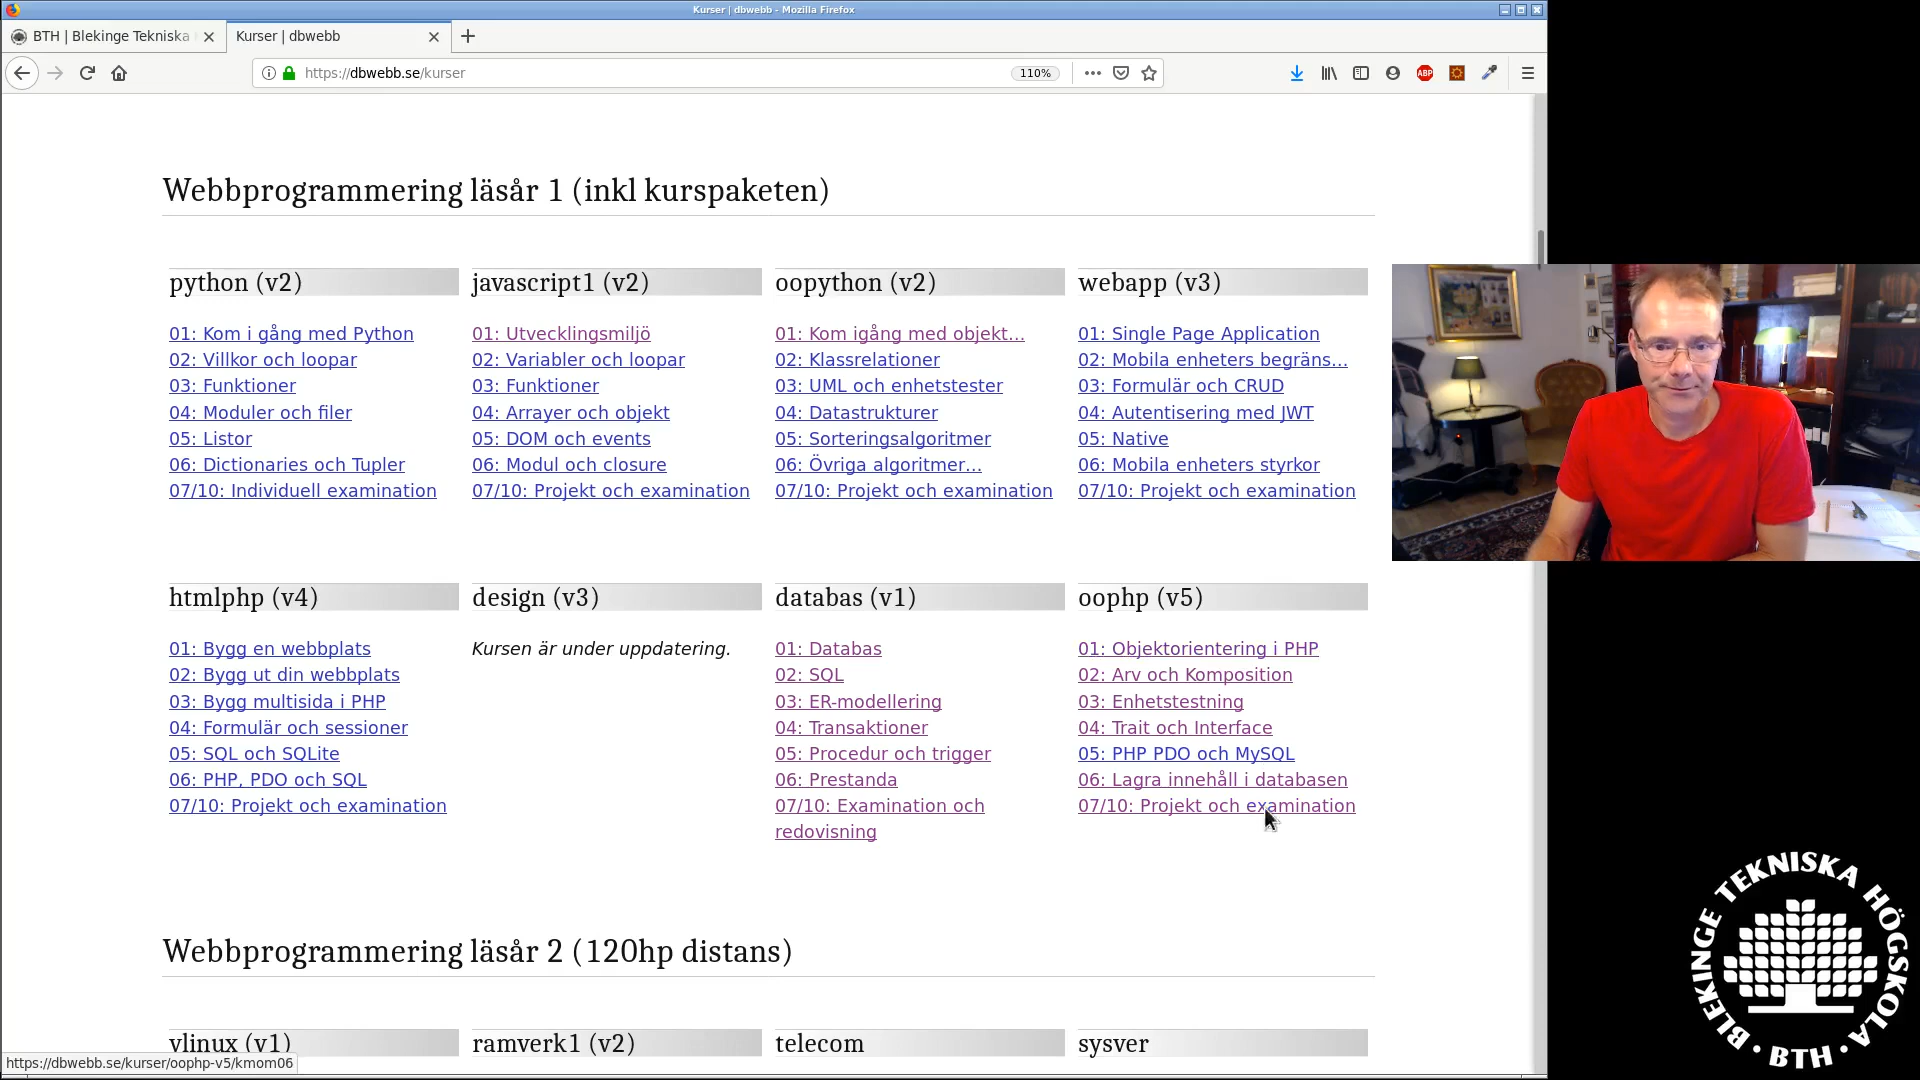 Kurser | dbwebb - Mozilla Firefox
BTH | Blekinge Tekniska
Kurser | dbwebb
https://dbwebb.se/kurser
110%
ABP
Webbprogrammering läsår 1 (inkl kurspaketen)
python (v2)
01: Kom i gång med Python
02: Villkor och loopar
03: Funktioner
04: Moduler och filer
05: Listor
06: Dictionaries och Tupler
07/10: Individuell examination
javascript1 (v2)
01: Utvecklingsmiljö
02: Variabler och loopar
03: Funktioner
04: Arrayer och objekt
05: DOM och events
06: Modul och closure
07/10: Projekt och examination
oopython (v2)
01: Kom igång med objekt...
02: Klassrelationer
03: UML och enhetstester
04: Datastrukturer
05: Sorteringsalgoritmer
06: Övriga algoritmer...
07/10: Projekt och examination
webapp (v3)
01: Single Page Application
02: Mobila enheters begräns...
03: Formulär och CRUD
04: Autentisering med JWT
05: Native
06: Mobila enheters styrkor
07/10: Projekt och examination
htmlphp (v4)
01: Bygg en webbplats
02: Bygg ut din webbplats
03: Bygg multisida i PHP
04: Formulär och sessioner
05: SQL och SQLite
06: PHP, PDO och SQL
07/10: Projekt och examination
design (v3)
Kursen är under uppdatering.
databas (v1)
01: Databas
02: SQL
03: ER-modellering
04: Transaktioner
05: Procedur och trigger
06: Prestanda
07/10: Examination och
redovisning
oophp (v5)
01: Objektorientering i PHP
02: Arv och Komposition
03: Enhetstestning
04: Trait och Interface
05: PHP PDO och MySQL
06: Lagra innehåll i databasen
07/10: Projekt och examination
Webbprogrammering läsår 2 (120hp distans)
vlinux (v1)
ramverk1 (v2)
telecom
sysver
https://dbwebb.se/kurser/oophp-v5/kmom06
BLEKINGE TEKNISKA HÖGSKOLA
• BTH •